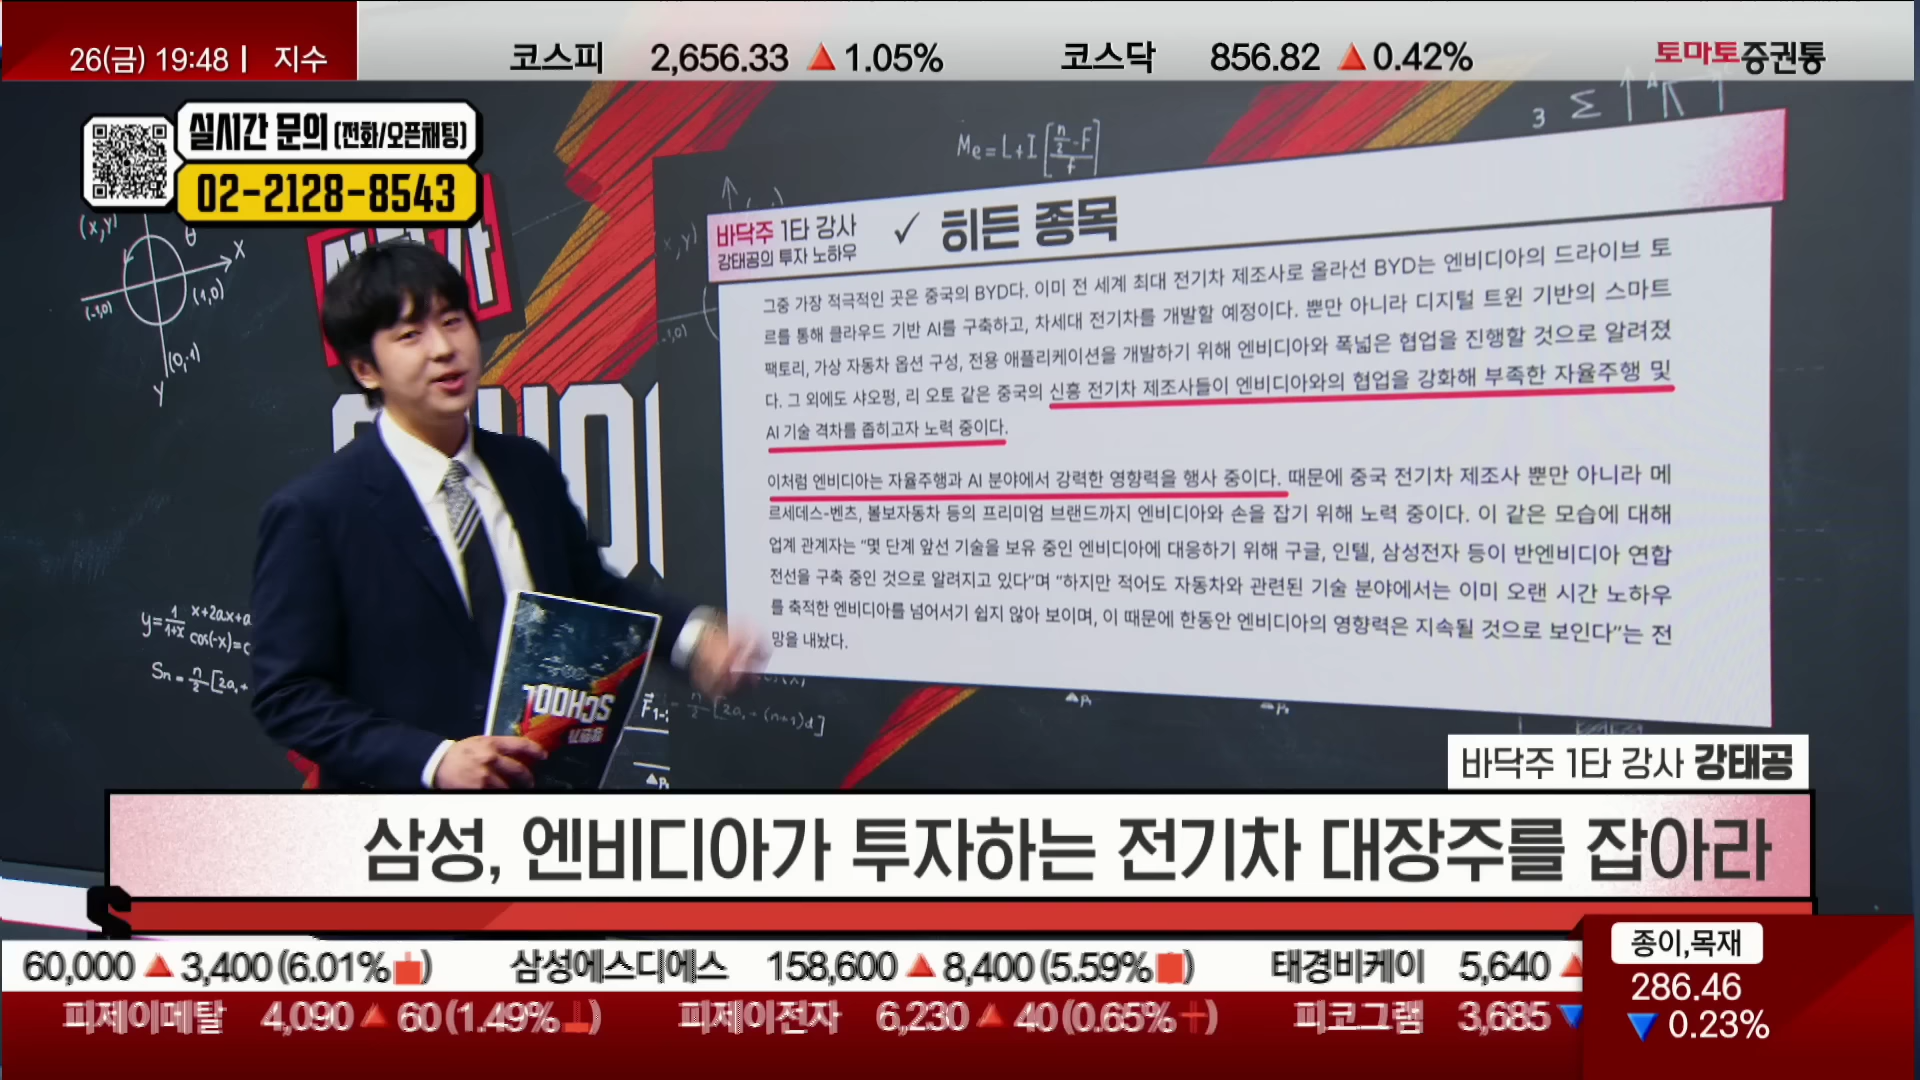 26(금) 19:48 | 지수
코스피 2,656.33 ▲1.05% 코스닥 856.82 ▲0.42%
토마토증권통
실시간 문의 (전화/오픈채팅)
02-2128-8543
바닥주 1타 강사
강태공의 투자 노하우
✓ 히든 종목
그중 가장 적극적인 곳은 중국의 BYD다. 이미 전 세계 최대 전기차 제조사로 올라선 BYD는 엔비디아의 드라이브 토
르를 통해 클라우드 기반 AI를 구축하고, 차세대 전기차를 개발할 예정이다. 뿐만 아니라 디지털 트윈 기반의 스마트
팩토리, 가상 자동차 옵션 구성, 전용 애플리케이션을 개발하기 위해 엔비디아와 폭넓은 협업을 진행할 것으로 알려졌
다. 그 외에도 샤오펑, 리 오토 같은 중국의 신흥 전기차 제조사들이 엔비디아와의 협업을 강화해 부족한 자율주행 및
AI 기술 격차를 좁히고자 노력 중이다.
이처럼 엔비디아는 자율주행과 AI 분야에서 강력한 영향력을 행사 중이다. 때문에 중국 전기차 제조사 뿐만 아니라 메
르세데스-벤츠, 볼보자동차 등의 프리미엄 브랜드까지 엔비디아와 손을 잡기 위해 노력 중이다. 이 같은 모습에 대해
업계 관계자는 "몇 단계 앞선 기술을 보유 중인 엔비디아에 대응하기 위해 구글, 인텔, 삼성전자 등이 반엔비디아 연합
전선을 구축 중인 것으로 알려지고 있다"며 "하지만 적어도 자동차와 관련된 기술 분야에서는 이미 오랜 시간 노하우
를 축적한 엔비디아를 넘어서기 쉽지 않아 보이며, 이 때문에 한동안 엔비디아의 영향력은 지속될 것으로 보인다"는 전
망을 내놨다.
Me=L+I[(n/2-F)/f]
(x,y)
θ
X
(-1,0)
(1,0)
(0,-1)
Y
SCHOOL
바닥주 1타 강사 강태공
삼성, 엔비디아가 투자하는 전기차 대장주를 잡아라
60,000 ▲3,400(6.01%) 삼성에스디에스 158,600 ▲8,400(5.59%) 태경비케이 5,640 ▲
피제이메탈 4,090 ▲60(1.49%) 피제이전자 6,230 ▲40(0.65%) 피코그램 3,685 ▼
종이,목재
286.46
▼0.23%